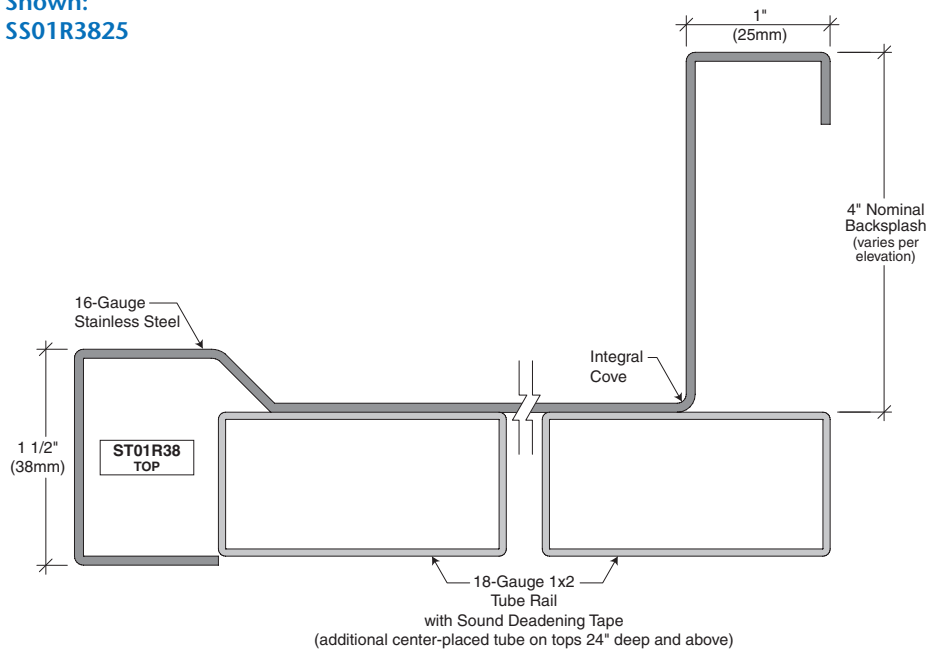 Shown:
SS01R3825
1"
(25mm)
4" Nominal
Backsplash
(varies per
elevation)
16-Gauge
Stainless Steel
Integral
Cove
1 1/2"
(38mm)
ST01R38
TOP
18-Gauge 1x2
Tube Rail
with Sound Deadening Tape
(additional center-placed tube on tops 24" deep and above)